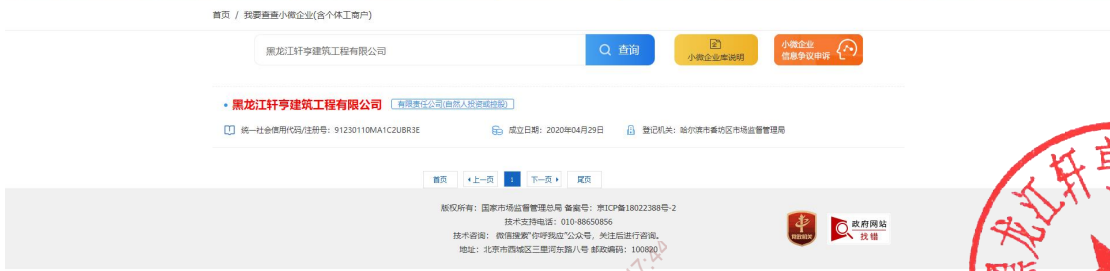 首页 / 我要查查小微企业(含个体工商户)
黑龙江轩亨建筑工程有限公司
查询
小微企业库说明
小微企业
信息争议申诉
黑龙江轩亨建筑工程有限公司 有限责任公司(自然人投资或控股)
统一社会信用代码/注册号：91230110MA1C2UBR3E 成立日期：2020年04月29日 登记机关：哈尔滨市香坊区市场监督管理局
首页 上一页 1 下一页 尾页
版权所有：国家市场监督管理总局 备案号：京ICP备18022388号-2
技术支持电话：010-88650856
技术咨询： 微信搜索"你呼我应"公众号，关注后进行咨询。
地址：北京市西城区三里河东路八号 邮政编码：100820
党政机关
政府网站
找错
龙江轩
17:40